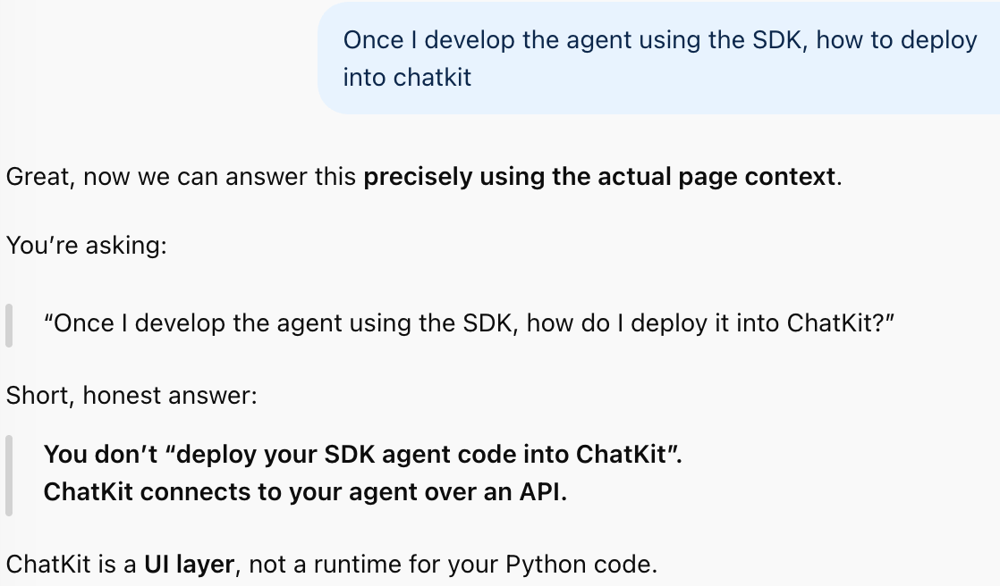 Once I develop the agent using the SDK, how to deploy
into chatkit
Great, now we can answer this precisely using the actual page context.
You’re asking:
“Once I develop the agent using the SDK, how do I deploy it into ChatKit?”
Short, honest answer:
You don’t “deploy your SDK agent code into ChatKit”.
ChatKit connects to your agent over an API.
ChatKit is a UI layer, not a runtime for your Python code.